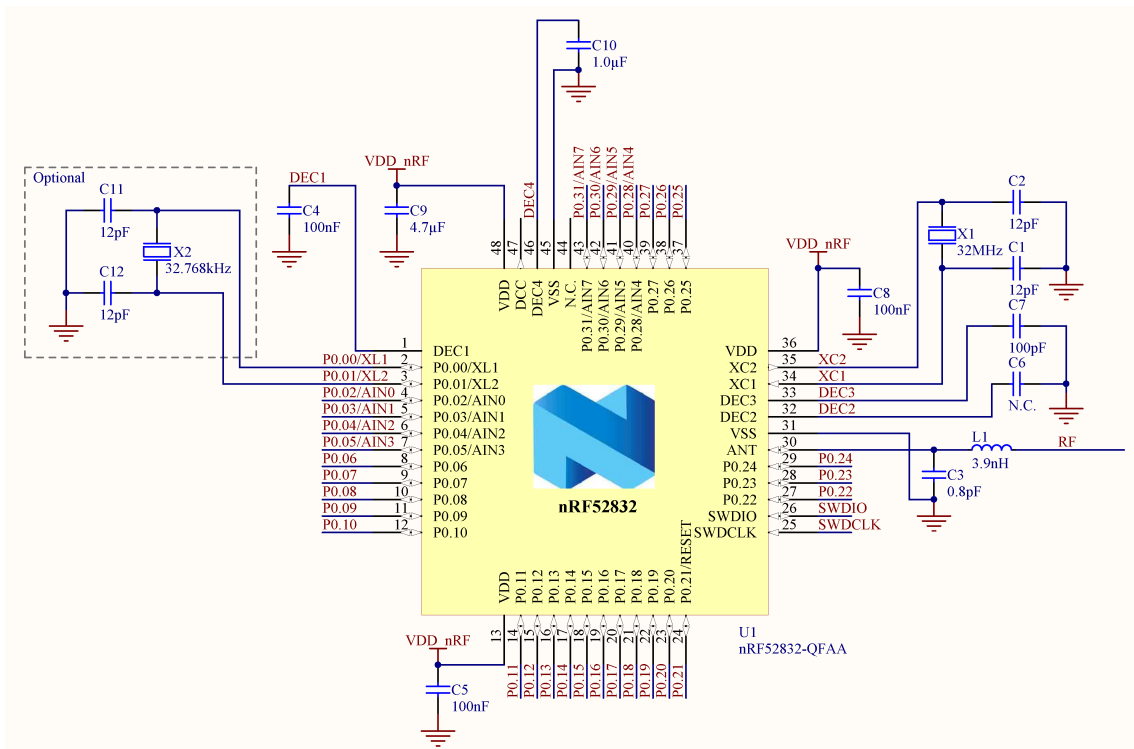 C10
1.0µF
DEC4
P0.31/AIN7
P0.30/AIN6
P0.29/AIN5
P0.28/AIN4
P0.27
P0.26
P0.25
Optional
C11
12pF
X2
32.768kHz
C12
12pF
DEC1
C4
100nF
VDD_nRF
C9
4.7µF
48
47
46
45
44
43
42
41
40
39
38
37
VDD
DCC
DEC4
VSS
N.C.
P0.31/AIN7
P0.30/AIN6
P0.29/AIN5
P0.28/AIN4
P0.27
P0.26
P0.25
VDD_nRF
C8
100nF
C2
12pF
X1
32MHz
C1
12pF
C7
100pF
C6
N.C.
1 DEC1
P0.00/XL1 2 P0.00/XL1
P0.01/XL2 3 P0.01/XL2
P0.02/AIN0 4 P0.02/AIN0
P0.03/AIN1 5 P0.03/AIN1
P0.04/AIN2 6 P0.04/AIN2
P0.05/AIN3 7 P0.05/AIN3
P0.06 8 P0.06
P0.07 9 P0.07
P0.08 10 P0.08
P0.09 11 P0.09
P0.10 12 P0.10
nRF52832
VDD 36
XC2 35 XC2
XC1 34 XC1
DEC3 33 DEC3
DEC2 32 DEC2
VSS 31
ANT 30
P0.24 29 P0.24
P0.23 28 P0.23
P0.22 27 P0.22
SWDIO 26 SWDIO
SWDCLK 25 SWDCLK
L1
3.9nH
RF
C3
0.8pF
VDD
P0.11
P0.12
P0.13
P0.14
P0.15
P0.16
P0.17
P0.18
P0.19
P0.20
P0.21/RESET
13
14
15
16
17
18
19
20
21
22
23
24
P0.11
P0.12
P0.13
P0.14
P0.15
P0.16
P0.17
P0.18
P0.19
P0.20
P0.21
VDD_nRF
C5
100nF
U1
nRF52832-QFAA